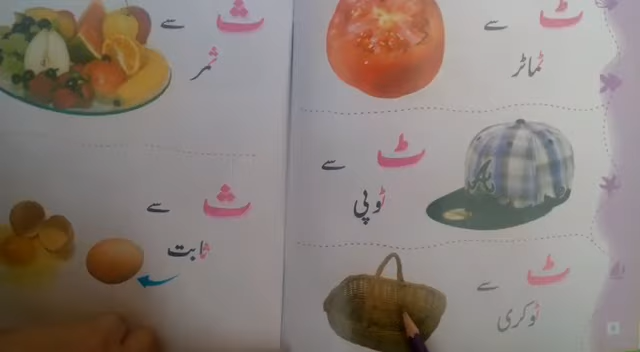 ٹ سے
ٹماٹر
ٹ سے
ٹوپی
ٹ سے
ٹوکری
ث سے
ثمر
ث سے
ثابت